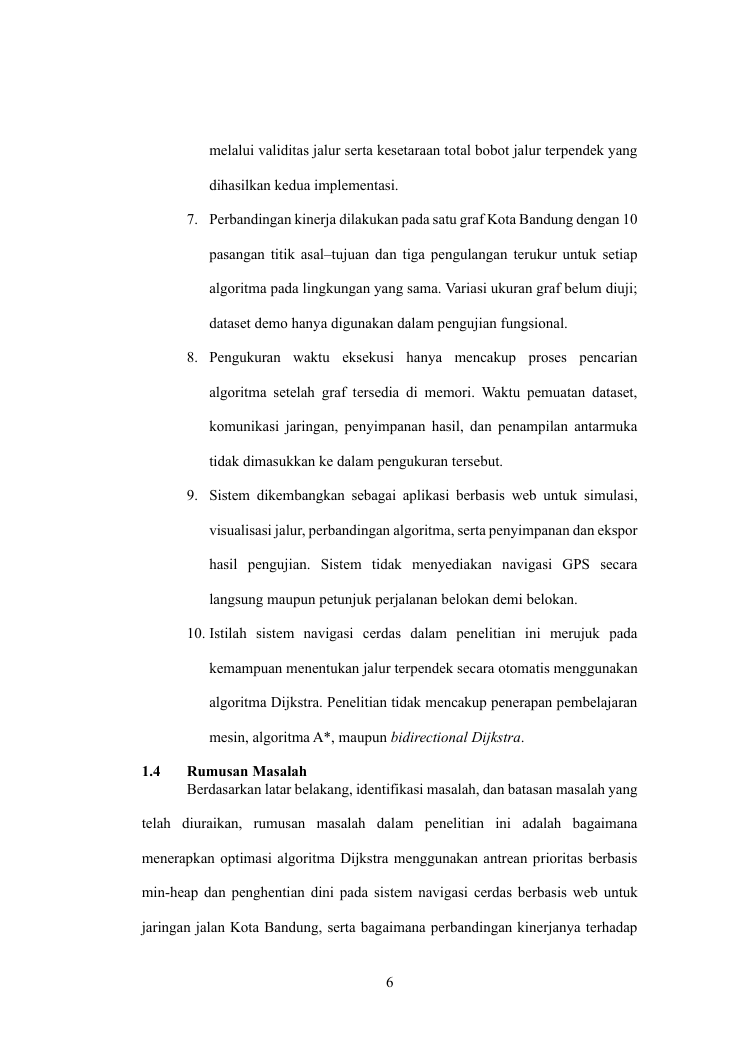 melalui validitas jalur serta kesetaraan total bobot jalur terpendek yang
dihasilkan kedua implementasi.
7. Perbandingan kinerja dilakukan pada satu graf Kota Bandung dengan 10
pasangan titik asal–tujuan dan tiga pengulangan terukur untuk setiap
algoritma pada lingkungan yang sama. Variasi ukuran graf belum diuji;
dataset demo hanya digunakan dalam pengujian fungsional.
8. Pengukuran waktu eksekusi hanya mencakup proses pencarian
algoritma setelah graf tersedia di memori. Waktu pemuatan dataset,
komunikasi jaringan, penyimpanan hasil, dan penampilan antarmuka
tidak dimasukkan ke dalam pengukuran tersebut.
9. Sistem dikembangkan sebagai aplikasi berbasis web untuk simulasi,
visualisasi jalur, perbandingan algoritma, serta penyimpanan dan ekspor
hasil pengujian. Sistem tidak menyediakan navigasi GPS secara
langsung maupun petunjuk perjalanan belokan demi belokan.
10. Istilah sistem navigasi cerdas dalam penelitian ini merujuk pada
kemampuan menentukan jalur terpendek secara otomatis menggunakan
algoritma Dijkstra. Penelitian tidak mencakup penerapan pembelajaran
mesin, algoritma A*, maupun bidirectional Dijkstra.
1.4 Rumusan Masalah
Berdasarkan latar belakang, identifikasi masalah, dan batasan masalah yang
telah diuraikan, rumusan masalah dalam penelitian ini adalah bagaimana
menerapkan optimasi algoritma Dijkstra menggunakan antrean prioritas berbasis
min-heap dan penghentian dini pada sistem navigasi cerdas berbasis web untuk
jaringan jalan Kota Bandung, serta bagaimana perbandingan kinerjanya terhadap
6